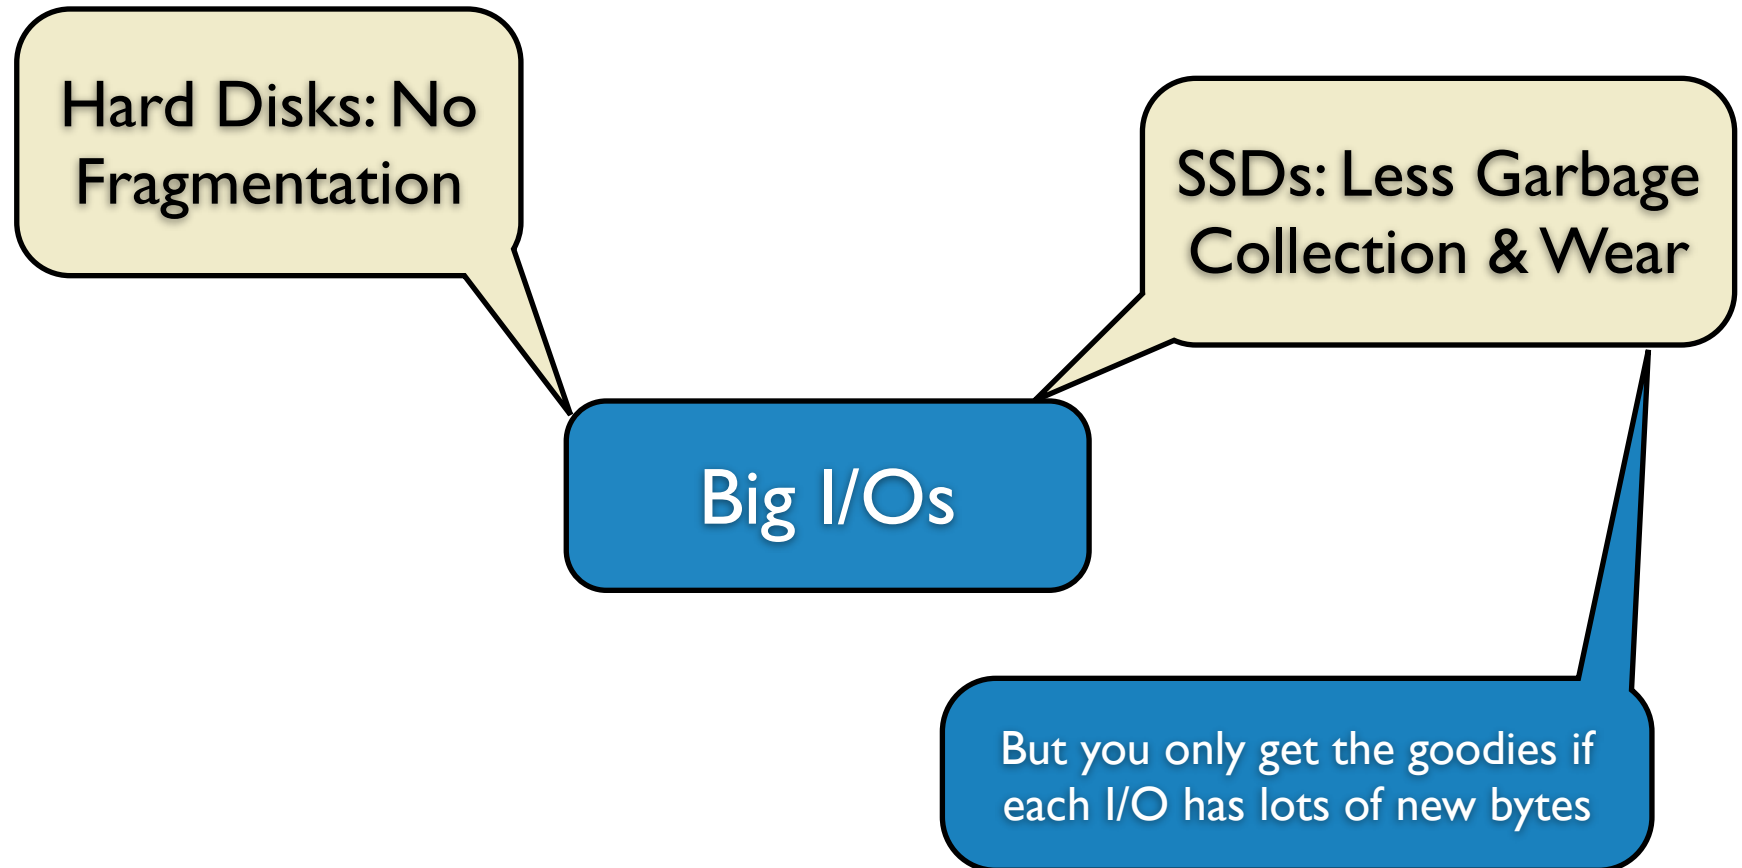 Hard Disks: No
Fragmentation
SSDs: Less Garbage
Collection & Wear
Big I/Os
But you only get the goodies if
each I/O has lots of new bytes